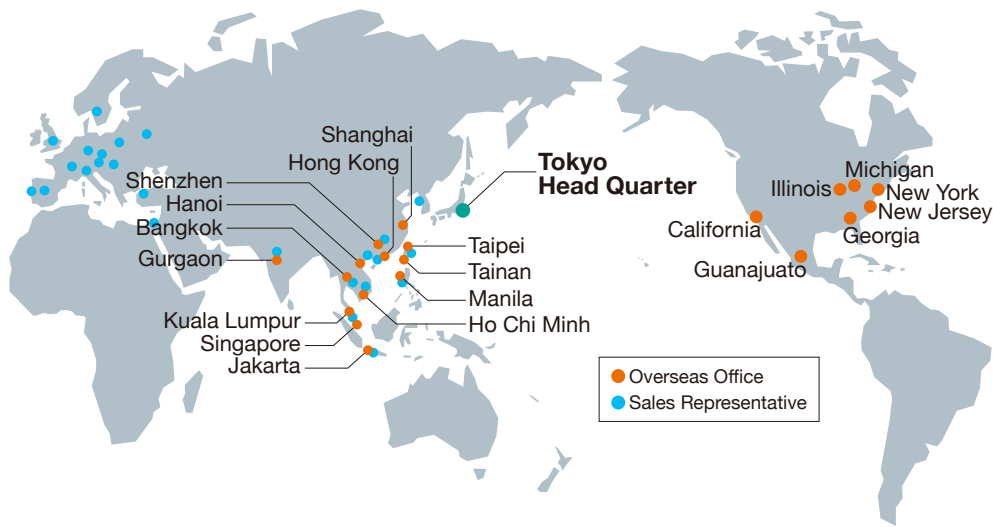 Shanghai
Hong Kong
Shenzhen
Hanoi
Bangkok
Gurgaon
Kuala Lumpur
Singapore
Jakarta
Tokyo
Head Quarter
Taipei
Tainan
Manila
Ho Chi Minh
Michigan
Illinois
New York
New Jersey
California
Georgia
Guanajuato
Overseas Office
Sales Representative